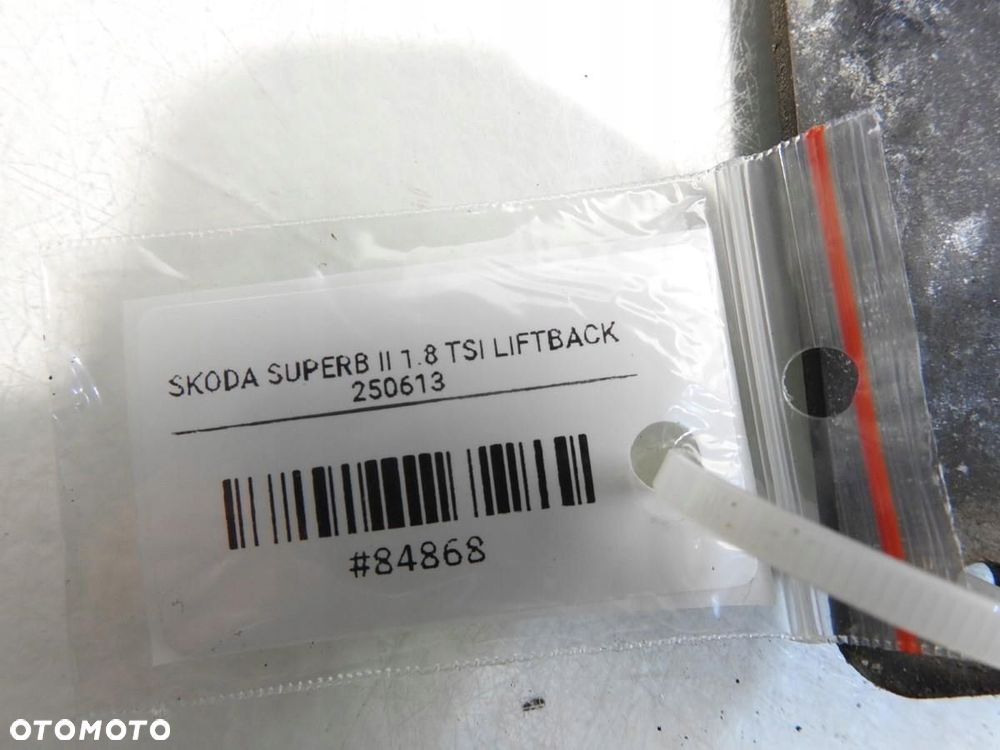 SKODA SUPERB II 1.8 TSI LIFTBACK
250613
#84868
OTOMOTO